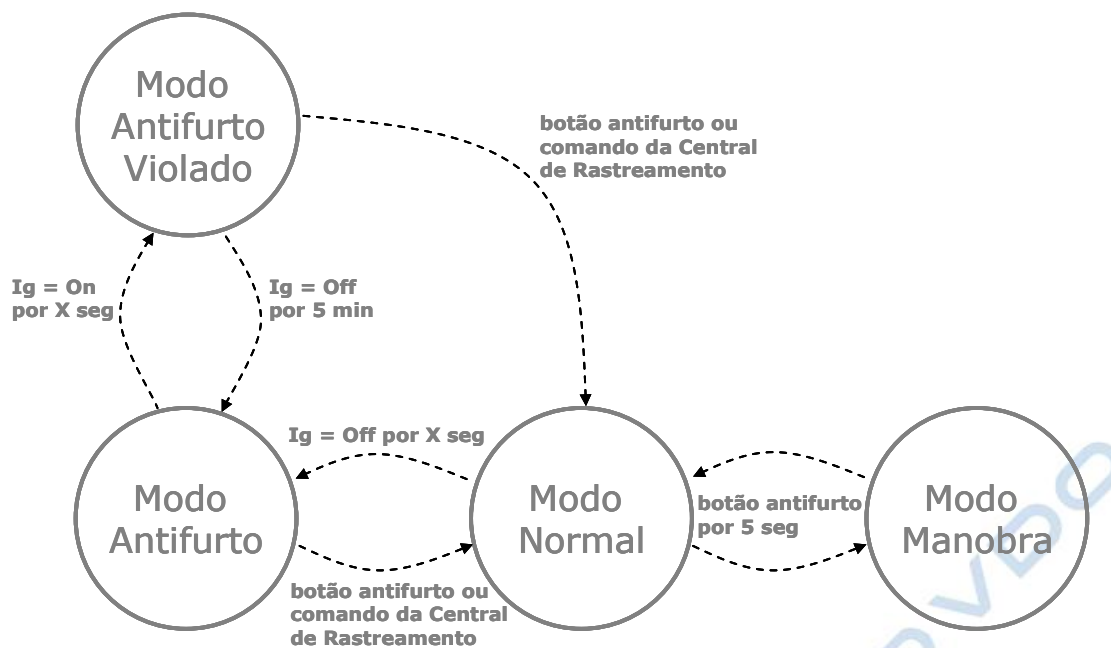 Modo
Antifurto
Violado
botão antifurto ou
comando da Central
de Rastreamento
Ig = On
por X seg
Ig = Off
por 5 min
Ig = Off por X seg
Modo
Antifurto
Modo
Normal
botão antifurto
por 5 seg
Modo
Manobra
botão antifurto ou
comando da Central
de Rastreamento
VDO